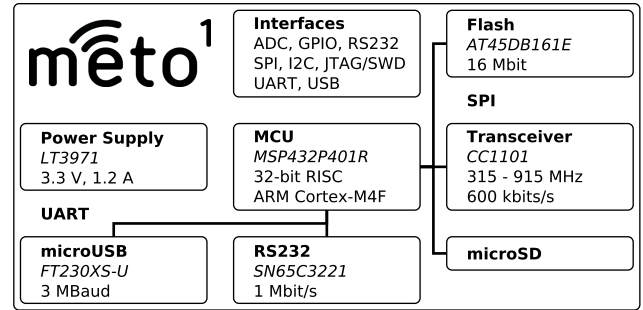 mêto¹
Interfaces
ADC, GPIO, RS232
SPI, I2C, JTAG/SWD
UART, USB
Flash
AT45DB161E
16 Mbit
SPI
Power Supply
LT3971
3.3 V, 1.2 A
MCU
MSP432P401R
32-bit RISC
ARM Cortex-M4F
Transceiver
CC1101
315 - 915 MHz
600 kbits/s
UART
microUSB
FT230XS-U
3 MBaud
RS232
SN65C3221
1 Mbit/s
microSD